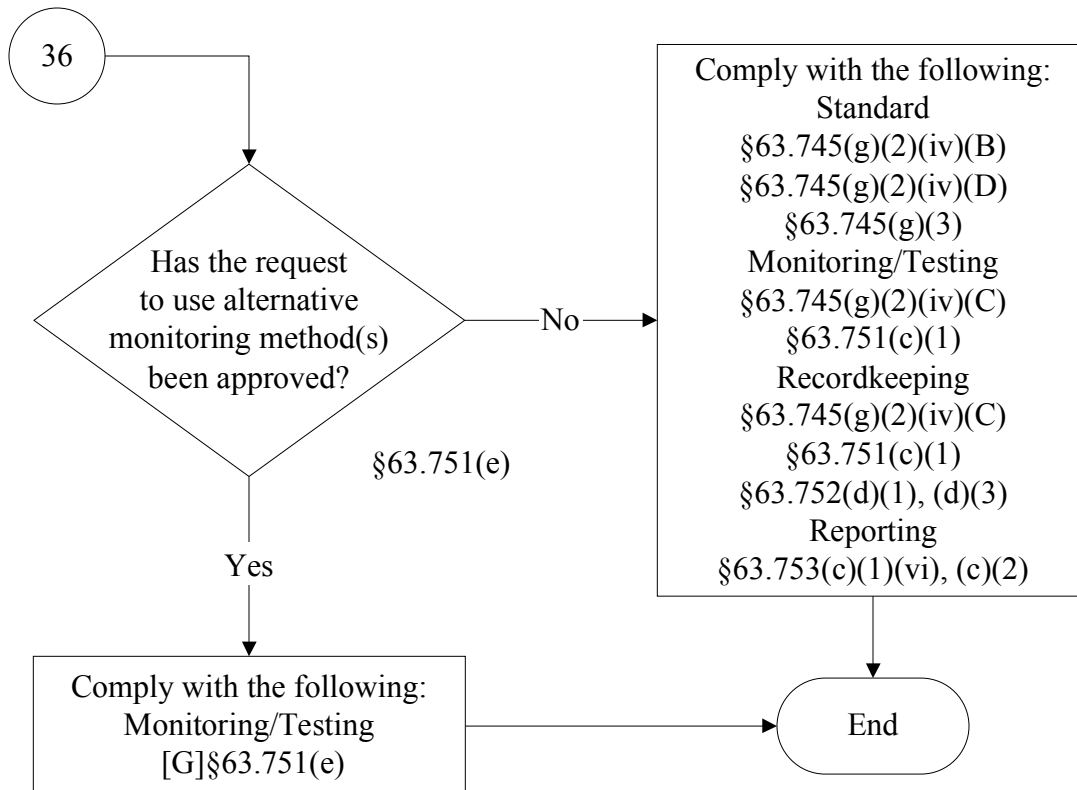 36
Has the request
to use alternative
monitoring method(s)
been approved?
§63.751(e)
No
Yes
Comply with the following:
Standard
§63.745(g)(2)(iv)(B)
§63.745(g)(2)(iv)(D)
§63.745(g)(3)
Monitoring/Testing
§63.745(g)(2)(iv)(C)
§63.751(c)(1)
Recordkeeping
§63.745(g)(2)(iv)(C)
§63.751(c)(1)
§63.752(d)(1), (d)(3)
Reporting
§63.753(c)(1)(vi), (c)(2)
Comply with the following:
Monitoring/Testing
[G]§63.751(e)
End